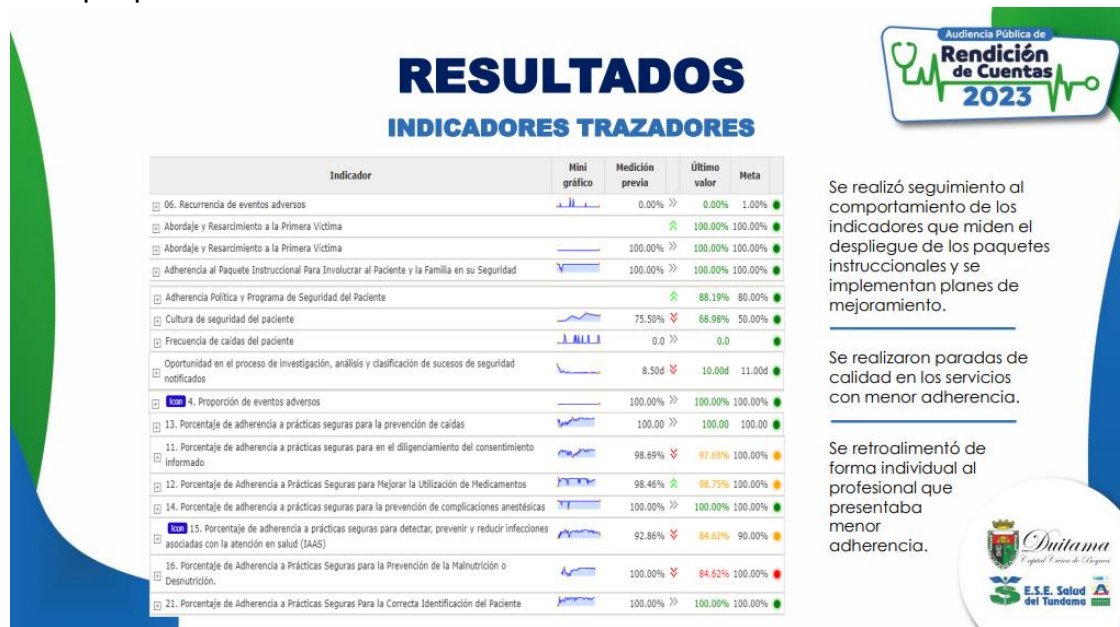 Audiencia Pública de
Rendición
de Cuentas
2023
RESULTADOS
INDICADORES TRAZADORES
Indicador Mini gráfico Medición previa Último valor Meta
06. Recurrencia de eventos adversos 0.00% 0.00% 1.00%
Abordaje y Resarcimiento a la Primera Victima 100.00% 100.00%
Abordaje y Resarcimiento a la Primera Victima 100.00% 100.00% 100.00%
Adherencia al Paquete Instruccional Para Involucrar al Paciente y la Familia en su Seguridad 100.00% 100.00% 100.00%
Adherencia Política y Programa de Seguridad del Paciente 88.19% 80.00%
Cultura de seguridad del paciente 75.50% 68.98% 50.00%
Frecuencia de caídas del paciente 0.0 0.0
Oportunidad en el proceso de investigación, análisis y clasificación de sucesos de seguridad
notificados 8.50d 10.00d 11.00d
Icon 4. Proporción de eventos adversos 100.00% 100.00% 100.00%
13. Porcentaje de adherencia a prácticas seguras para la prevención de caídas 100.00 100.00 100.00
11. Porcentaje de adherencia a prácticas seguras para en el diligenciamiento del consentimiento
informado 98.69% 97.65% 100.00%
12. Porcentaje de adherencia a Prácticas Seguras para Mejorar la Utilización de Medicamentos 98.46% 98.75% 100.00%
14. Porcentaje de adherencia a prácticas seguras para la prevención de complicaciones anestésicas 100.00% 100.00% 100.00%
Icon 15. Porcentaje de adherencia a prácticas seguras para detectar, prevenir y reducir infecciones
asociadas con la atención en salud (IAAS) 92.86% 84.62% 90.00%
16. Porcentaje de Adherencia a Prácticas Seguras para la Prevención de la Malnutrición o
Desnutrición. 100.00% 84.62% 100.00%
21. Porcentaje de Adherencia a Prácticas Seguras Para la Correcta Identificación del Paciente 100.00% 100.00% 100.00%
Se realizó seguimiento al
comportamiento de los
indicadores que miden el
despliegue de los paquetes
instruccionales y se
implementan planes de
mejoramiento.
Se realizaron paradas de
calidad en los servicios
con menor adherencia.
Se retroalimentó de
forma individual al
profesional que
presentaba
menor
adherencia.
Duitama
Capital Cívica de Boyacá
E.S.E. Salud
del Tundama